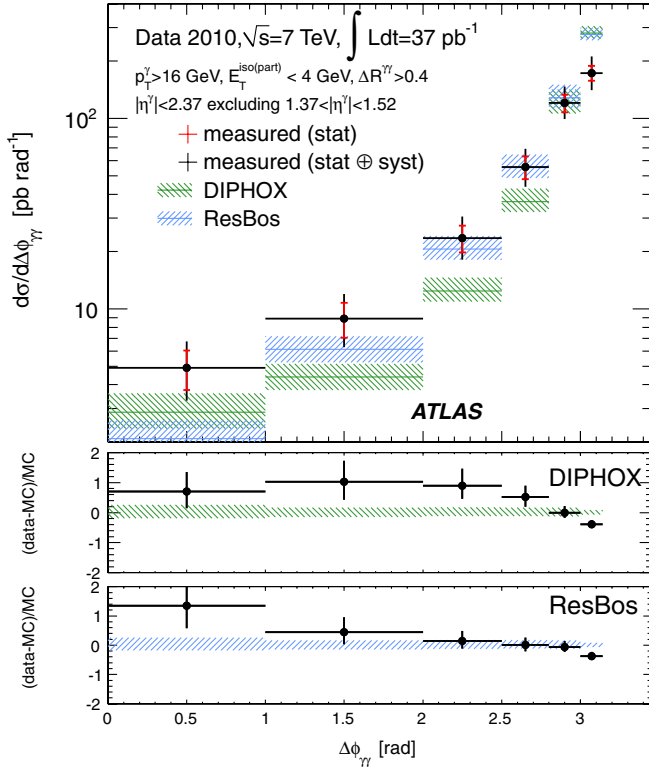 Data 2010, √s=7 TeV, ∫ Ldt=37 pb⁻¹
p_T^γ>16 GeV, E_T^iso(part) < 4 GeV, ΔR^γγ>0.4
|η^γ|<2.37 excluding 1.37<|η^γ|<1.52
measured (stat)
measured (stat ⊕ syst)
DIPHOX
ResBos
dσ/dΔϕ_γγ [pb rad⁻¹]
10²
10
ATLAS
(data-MC)/MC
2
1
0
-1
-2
DIPHOX
(data-MC)/MC
2
1
0
-1
-2
ResBos
0 0.5 1 1.5 2 2.5 3
Δϕ_γγ [rad]